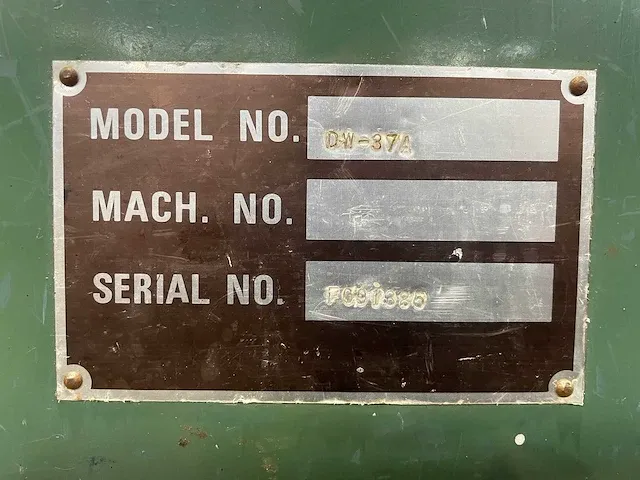 MODEL NO. DW-37A
MACH. NO.
SERIAL NO.